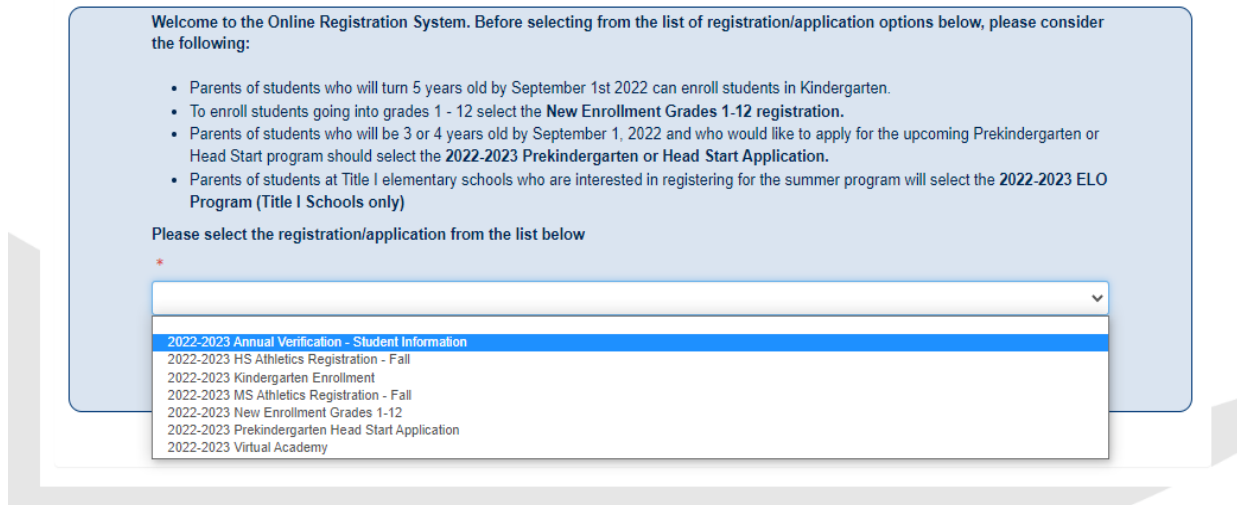 Welcome to the Online Registration System. Before selecting from the list of registration/application options below, please consider
the following:
• Parents of students who will turn 5 years old by September 1st 2022 can enroll students in Kindergarten.
• To enroll students going into grades 1 - 12 select the New Enrollment Grades 1-12 registration.
• Parents of students who will be 3 or 4 years old by September 1, 2022 and who would like to apply for the upcoming Prekindergarten or
Head Start program should select the 2022-2023 Prekindergarten or Head Start Application.
• Parents of students at Title I elementary schools who are interested in registering for the summer program will select the 2022-2023 ELO
Program (Title I Schools only)
Please select the registration/application from the list below
*
2022-2023 Annual Verification - Student Information
2022-2023 HS Athletics Registration - Fall
2022-2023 Kindergarten Enrollment
2022-2023 MS Athletics Registration - Fall
2022-2023 New Enrollment Grades 1-12
2022-2023 Prekindergarten Head Start Application
2022-2023 Virtual Academy